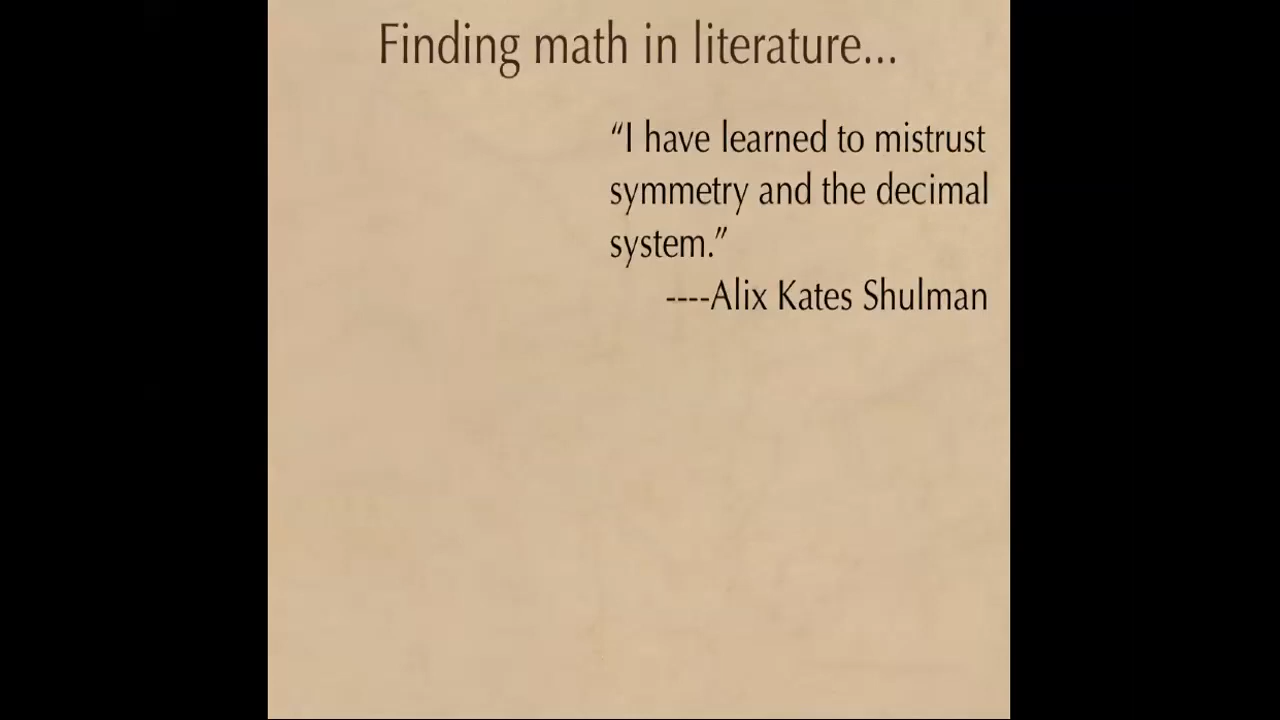 Finding math in literature...
“I have learned to mistrust
symmetry and the decimal
system.”
----Alix Kates Shulman